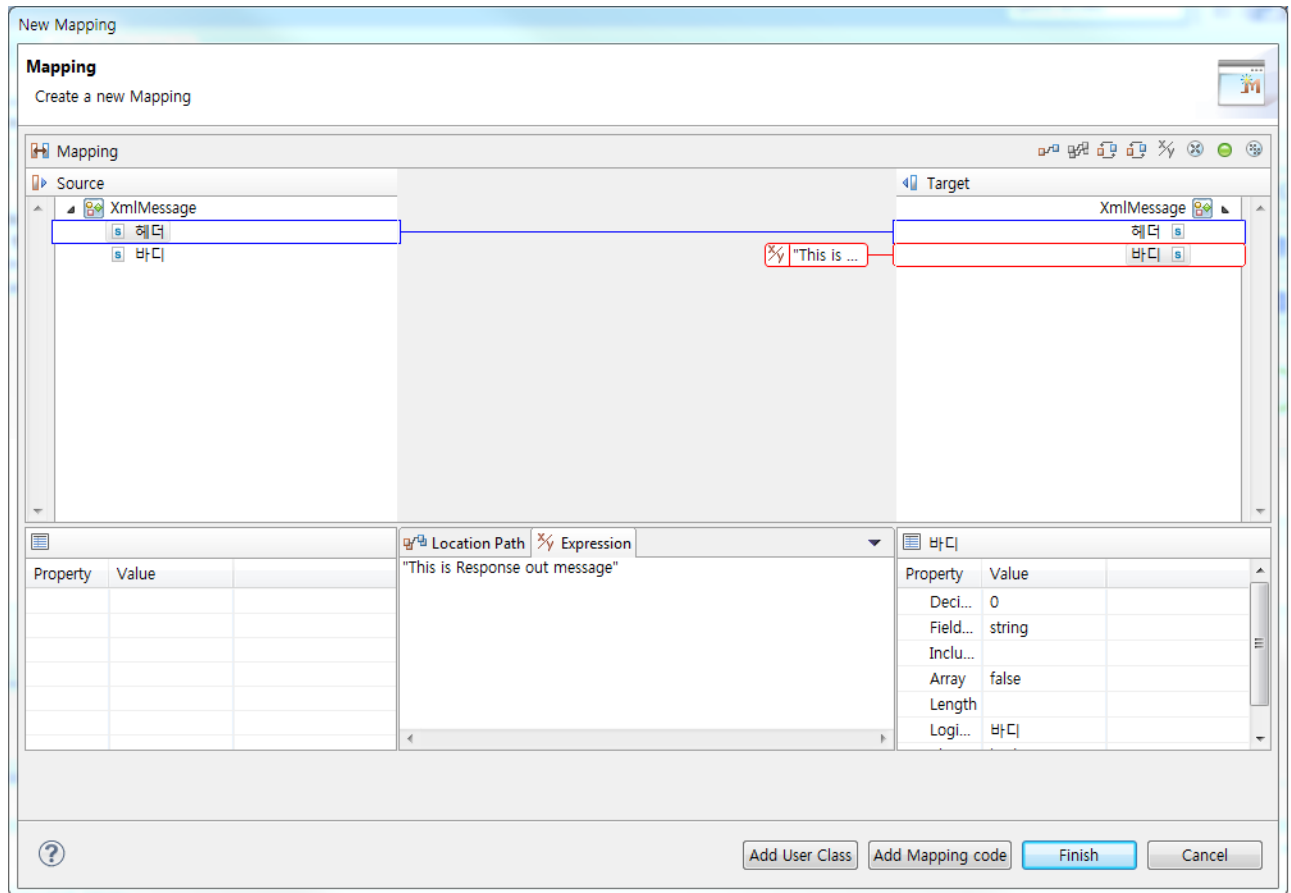 New Mapping
Mapping
Create a new Mapping
Mapping
Source
Target
XmlMessage
XmlMessage
헤더
헤더
바디
"This is ...
바디
Location Path
Expression
바디
Property Value
"This is Response out message"
Property Value
Deci... 0
Field... string
Inclu...
Array false
Length
Logi... 바디
Add User Class
Add Mapping code
Finish
Cancel